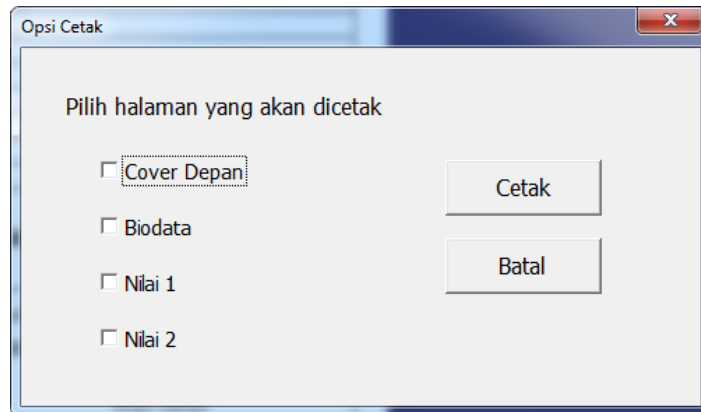 Opsi Cetak
Pilih halaman yang akan dicetak
Cover Depan
Cetak
Biodata
Batal
Nilai 1
Nilai 2